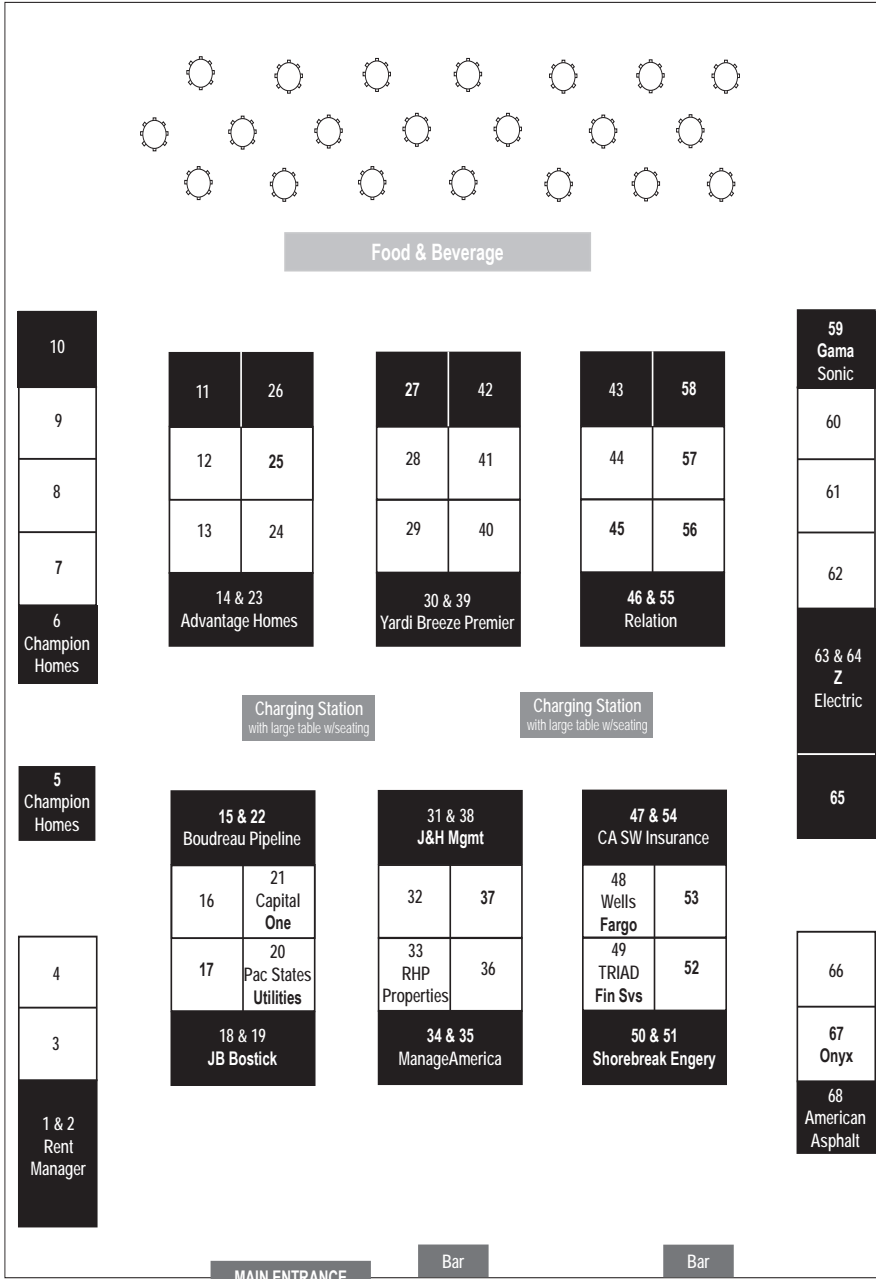 Food & Beverage
10
9
8
7
6
Champion
Homes
5
Champion
Homes
4
3
1 & 2
Rent
Manager
11
26
12
25
13
24
14 & 23
Advantage Homes
27
42
28
41
29
40
30 & 39
Yardi Breeze Premier
43
58
44
57
45
56
46 & 55
Relation
59
Gama
Sonic
60
61
62
63 & 64
Z
Electric
65
66
67
Onyx
68
American
Asphalt
Charging Station
with large table w/seating
Charging Station
with large table w/seating
15 & 22
Boudreau Pipeline
16
21
Capital
One
17
20
Pac States
Utilities
18 & 19
JB Bostick
31 & 38
J&H Mgmt
32
37
33
RHP
Properties
36
34 & 35
ManageAmerica
47 & 54
CA SW Insurance
48
Wells
Fargo
53
49
TRIAD
Fin Svs
52
50 & 51
Shorebreak Engery
MAIN ENTRANCE
Bar
Bar